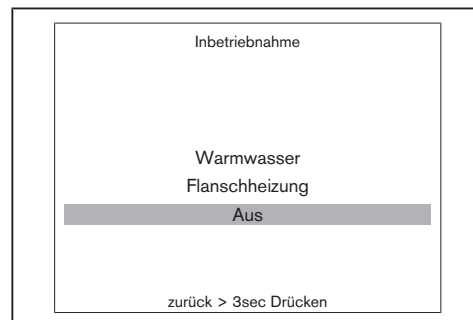 Inbetriebnahme
Warmwasser
Flanschheizung
Aus
zurück > 3sec Drücken